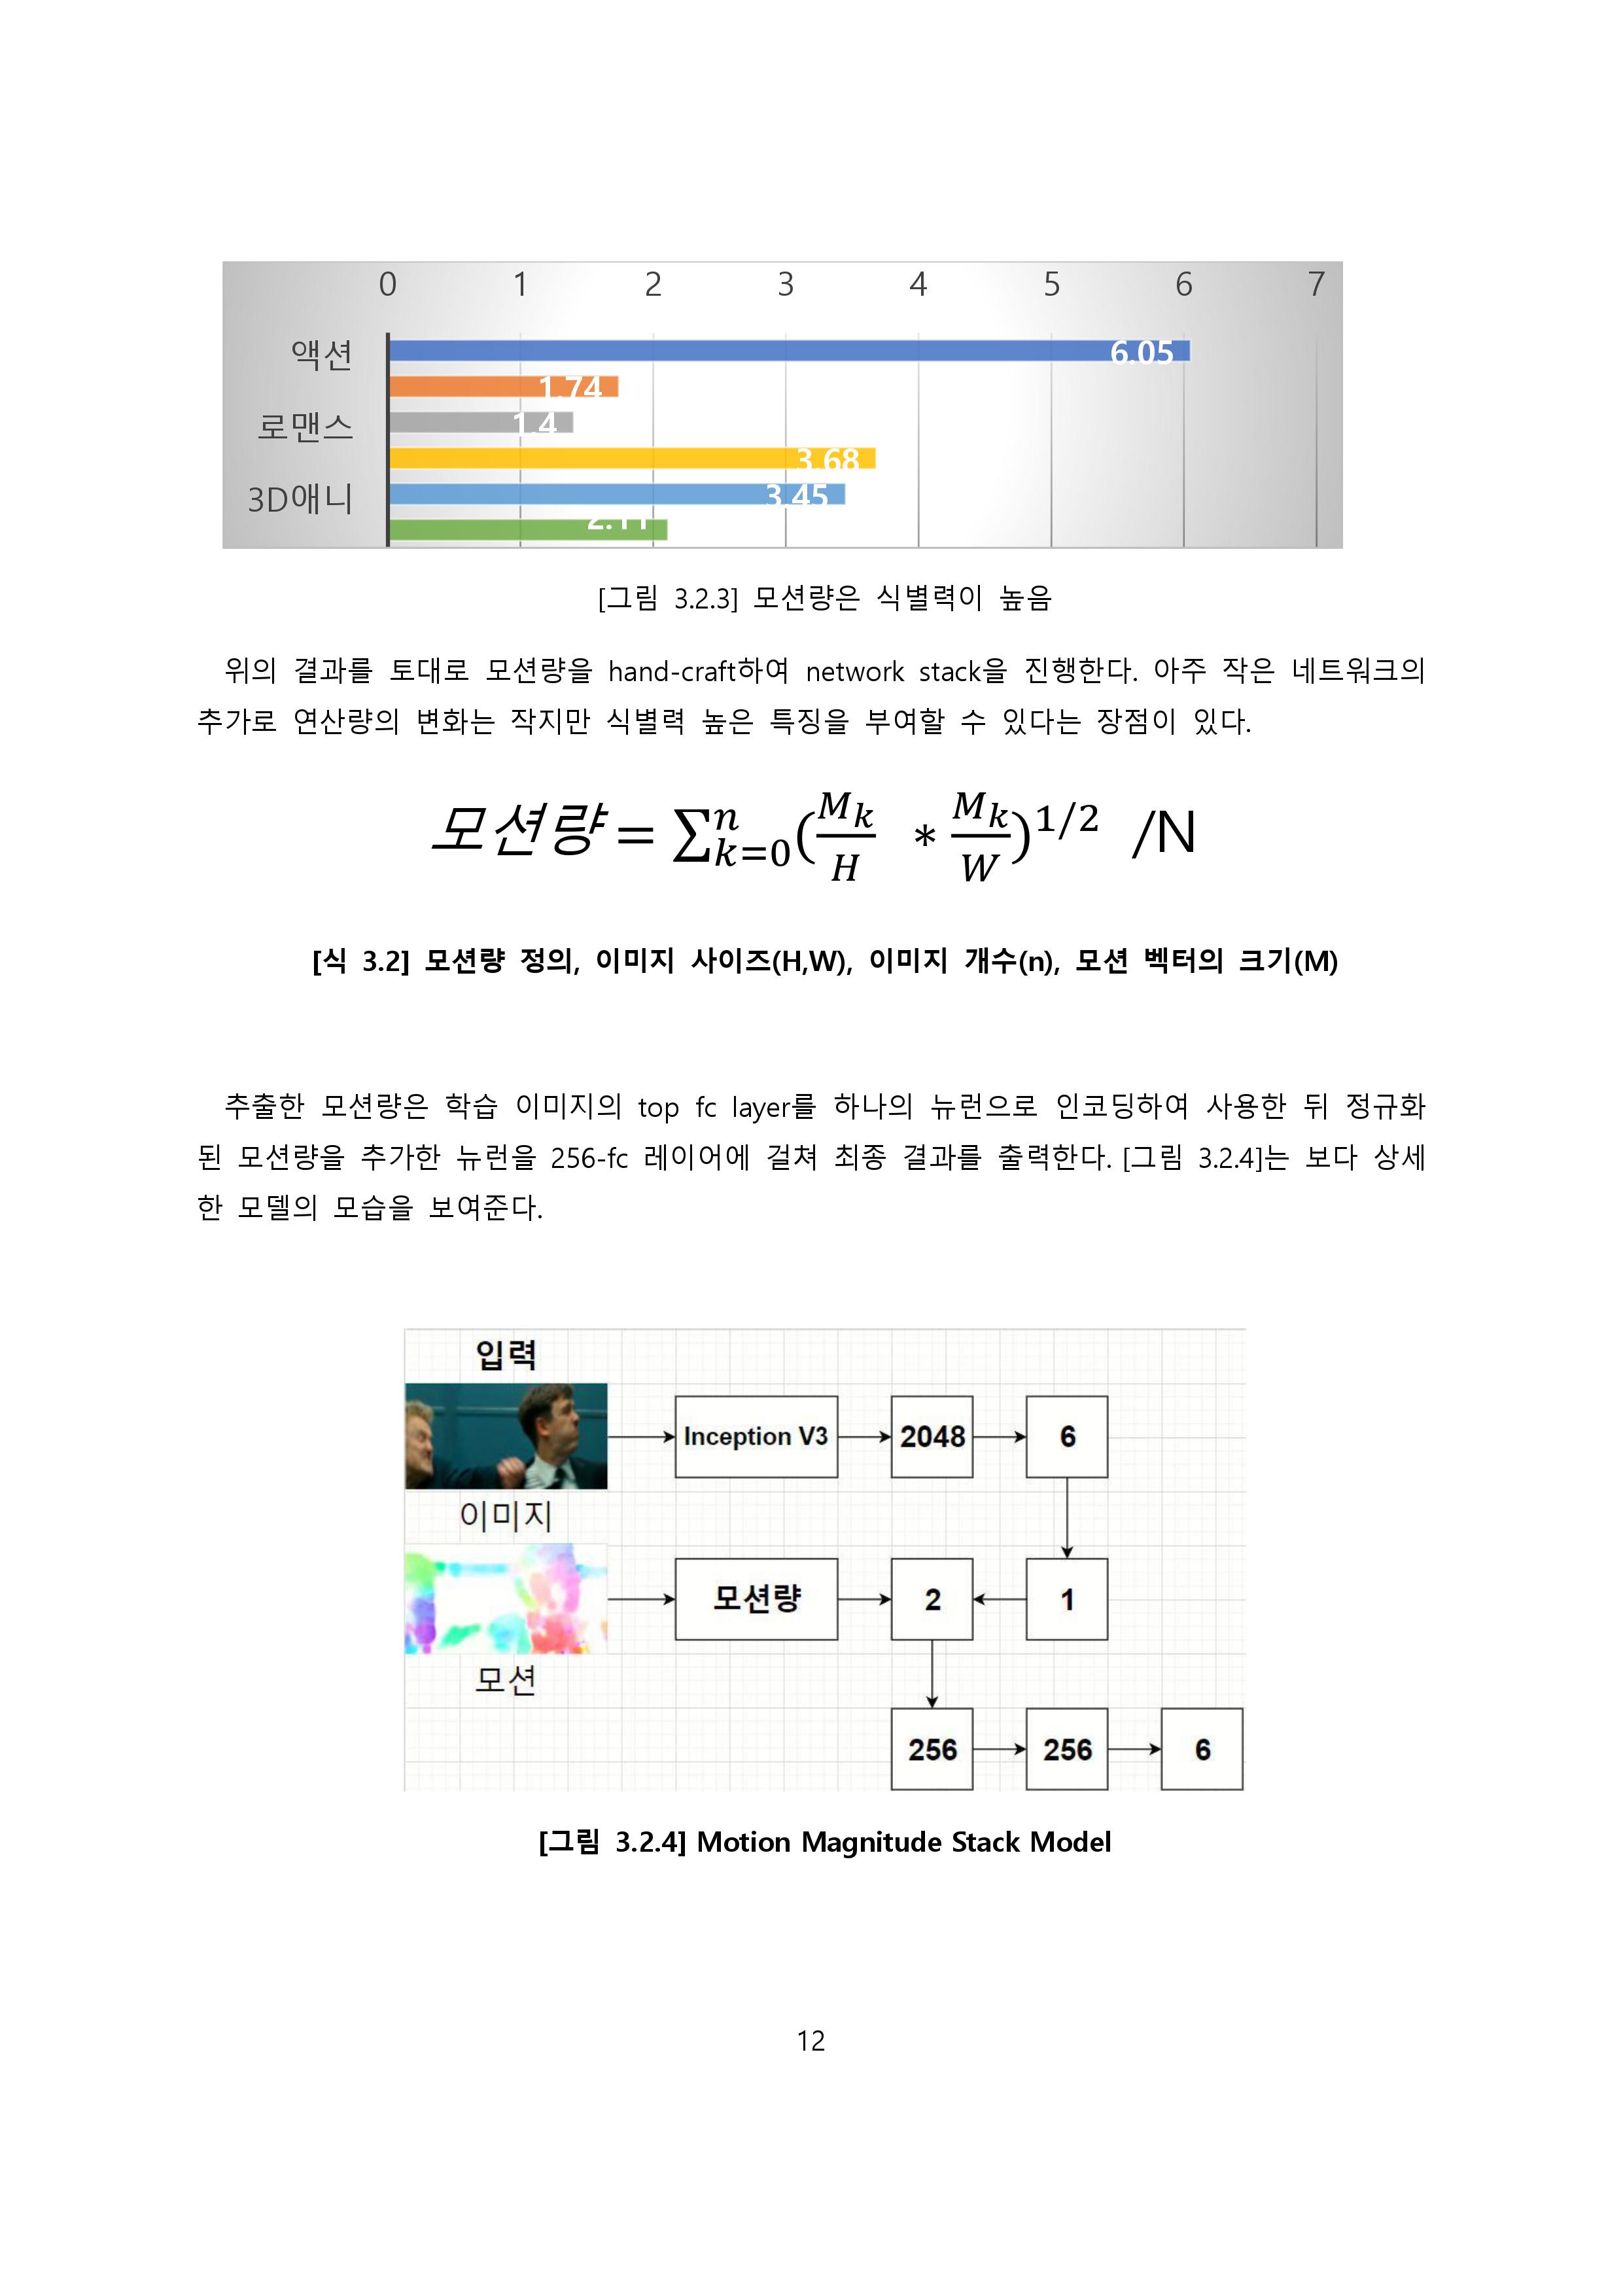 0 1 2 3 4 5 6 7
액션 6.05
1.74
로맨스 1.4
3.68
3D애니 3.45
2.11
[그림 3.2.3] 모션량은 식별력이 높음
위의 결과를 토대로 모션량을 hand-craft하여 network stack을 진행한다. 아주 작은 네트워크의
추가로 연산량의 변화는 작지만 식별력 높은 특징을 부여할 수 있다는 장점이 있다.
모션량 = ∑ₖ₌₀ⁿ (Mₖ/H * Mₖ/W)^1/2 /N
[식 3.2] 모션량 정의, 이미지 사이즈(H,W), 이미지 개수(n), 모션 벡터의 크기(M)
추출한 모션량은 학습 이미지의 top fc layer를 하나의 뉴런으로 인코딩하여 사용한 뒤 정규화
된 모션량을 추가한 뉴런을 256-fc 레이어에 걸쳐 최종 결과를 출력한다. [그림 3.2.4]는 보다 상세
한 모델의 모습을 보여준다.
입력
Inception V3 2048 6
이미지
모션량 2 1
모션
256 256 6
[그림 3.2.4] Motion Magnitude Stack Model
12